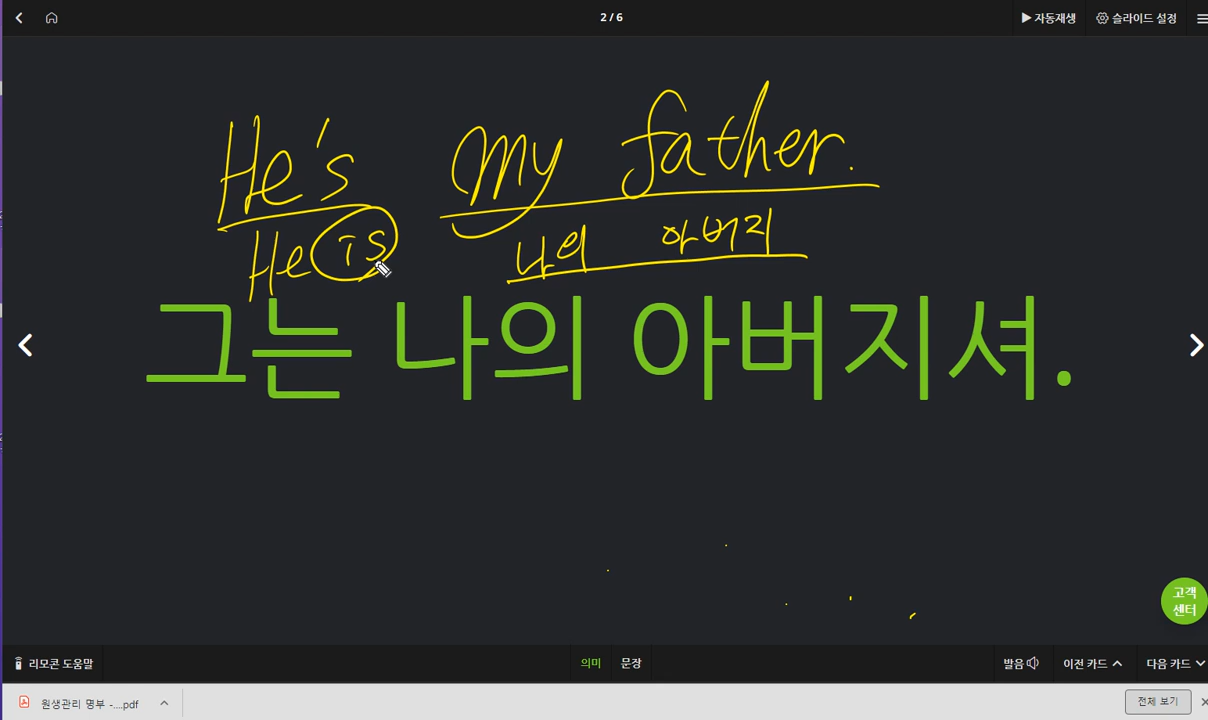 2 / 6
▶ 자동재생
슬라이드 설정
He's my father.
He is
나의 아버지
그는 나의 아버지셔.
고객
센터
리모콘 도움말
의미
문장
발음
이전 카드
다음 카드
원생관리 명부 -....pdf
전체 보기